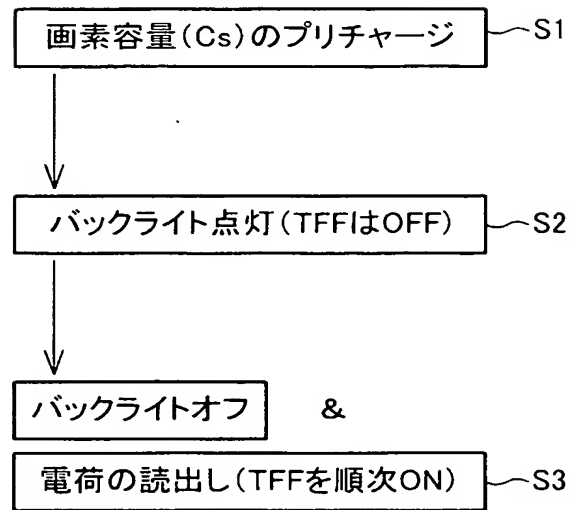 画素容量(Cs)のプリチャージ S1
バックライト点灯(TFFはOFF) S2
バックライトオフ &
電荷の読出し(TFFを順次ON) S3